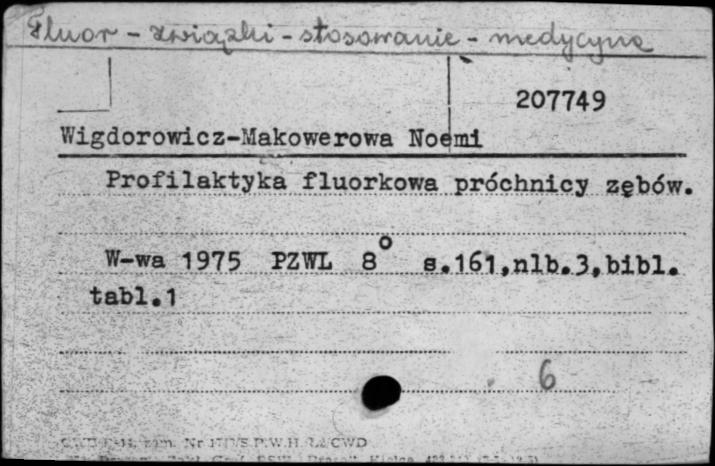 Fluor - związki - stosowanie - medycyna
207749
Wigdorowicz-Makowerowa Noemi
Profilaktyka fluorkowa próchnicy zębów.
W-wa 1975 PZWL 8° s.161,nlb.3,bibl.
tabl.1
6
Nr